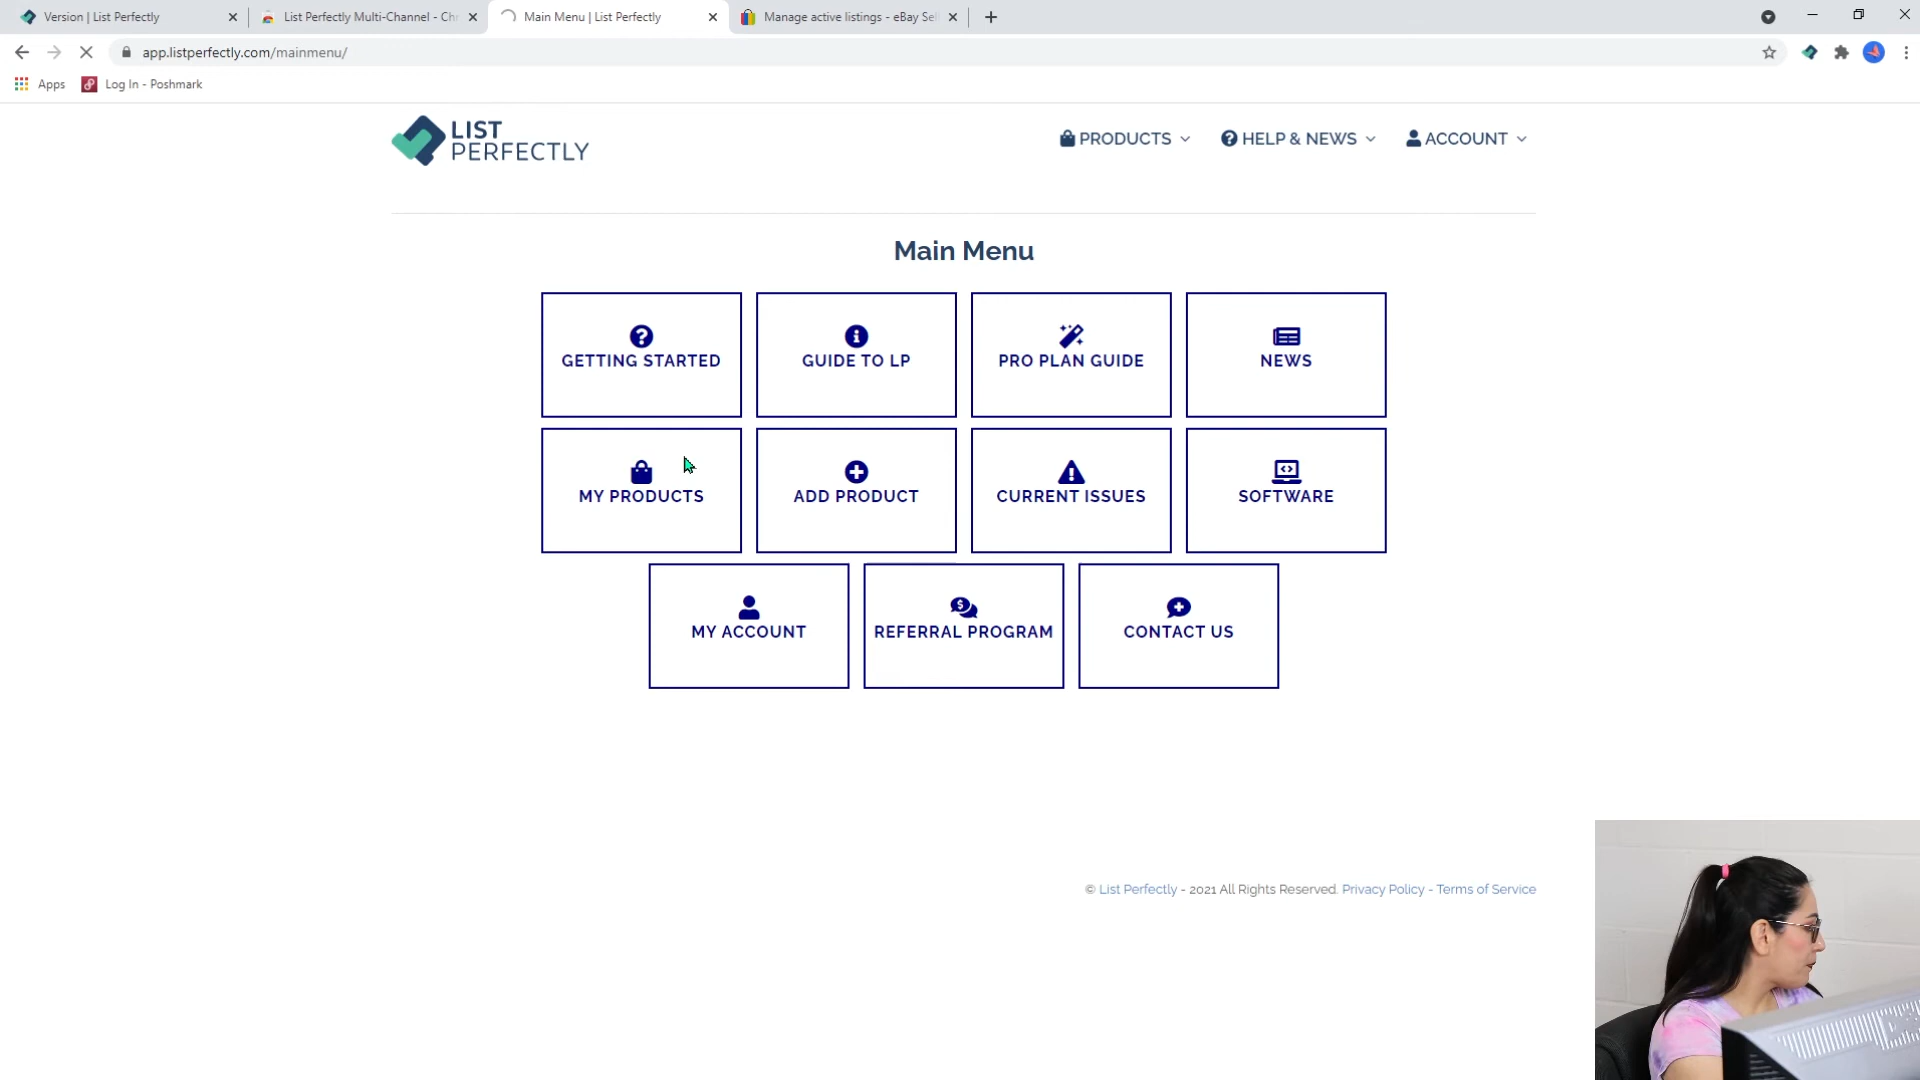 Version | List Perfectly
List Perfectly Multi-Channel - Chr
Main Menu | List Perfectly
Manage active listings - eBay Sel
app.listperfectly.com/mainmenu/
Apps
Log In - Poshmark
LIST
PERFECTLY
PRODUCTS
HELP & NEWS
ACCOUNT
Main Menu
GETTING STARTED
GUIDE TO LP
PRO PLAN GUIDE
NEWS
MY PRODUCTS
ADD PRODUCT
CURRENT ISSUES
SOFTWARE
MY ACCOUNT
REFERRAL PROGRAM
CONTACT US
© List Perfectly - 2021 All Rights Reserved. Privacy Policy - Terms of Service